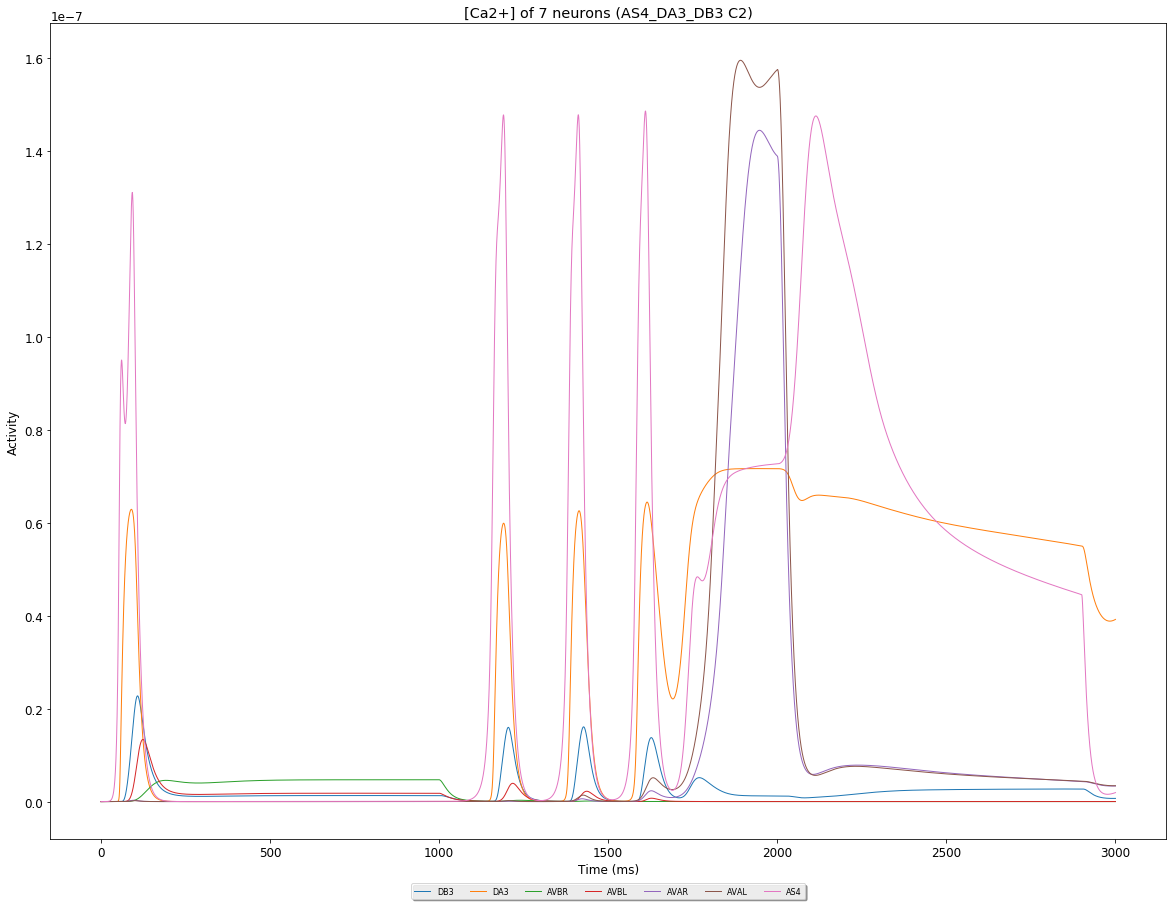 [Ca2+] of 7 neurons (AS4_DA3_DB3 C2)
1e−7
1.6
1.4
1.2
1.0
0.8
0.6
0.4
0.2
0.0
Activity
0 500 1000 1500 2000 2500 3000
Time (ms)
DB3 DA3 AVBR AVBL AVAR AVAL AS4